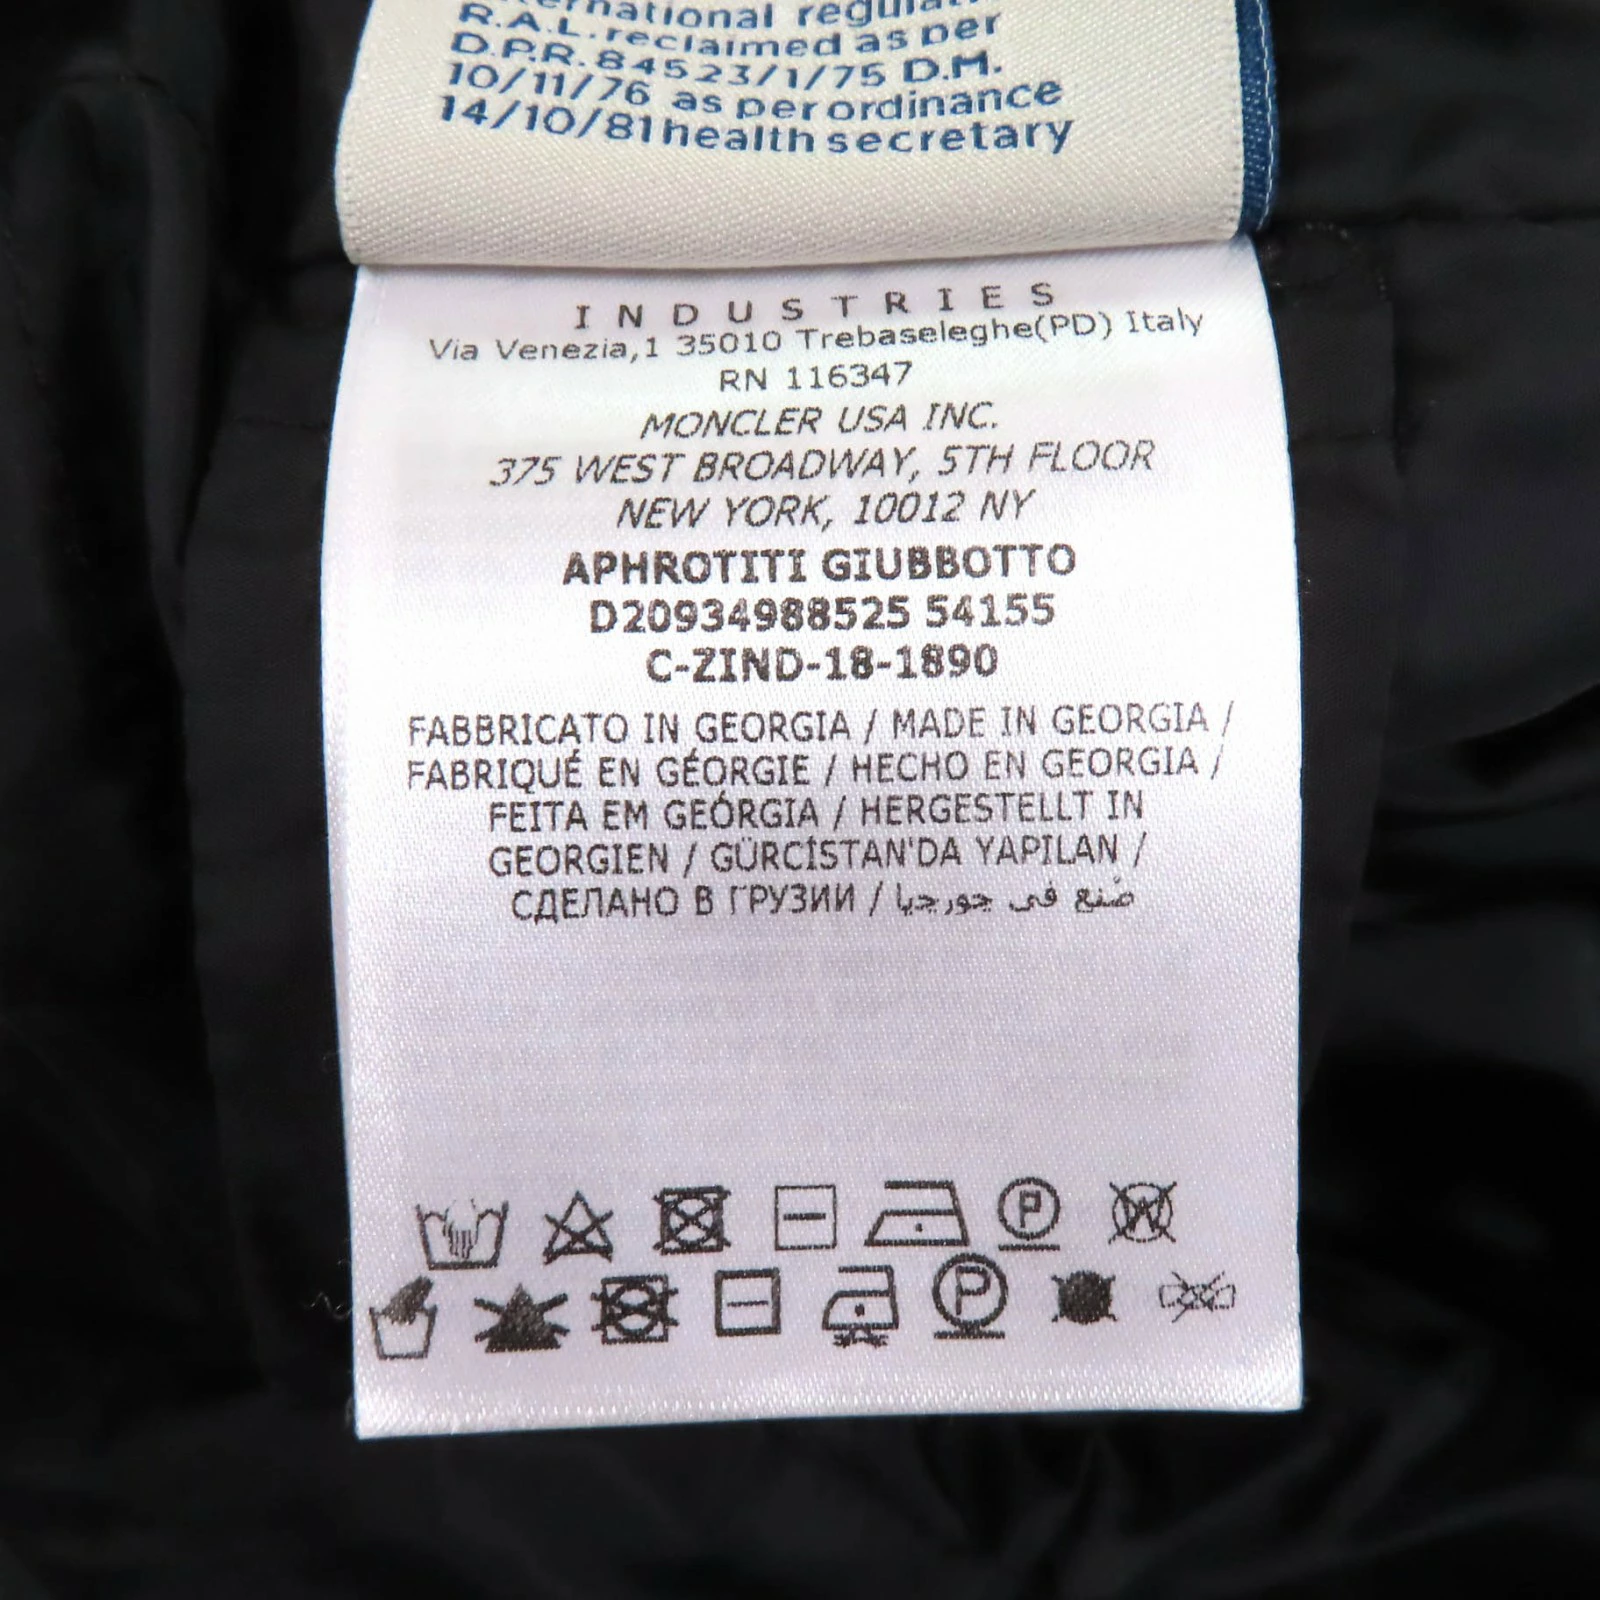 international
R.A.L. reclaimed as per
D.P.R. 84523/1/75 D.M.
10/11/76 as per ordinance
14/10/81 health secretary
INDUSTRIES
Via Venezia,1 35010 Trebaseleghe(PD) Italy
RN 116347
MONCLER USA INC.
375 WEST BROADWAY, 5TH FLOOR
NEW YORK, 10012 NY
APHROTITI GIUBBOTTO
D20934988525 54155
C-ZIND-18-1890
FABBRICATO IN GEORGIA / MADE IN GEORGIA /
FABRIQUÉ EN GÉORGIE / HECHO EN GEORGIA /
FEITA EM GEÓRGIA / HERGESTELLT IN
GEORGIEN / GÜRCİSTAN'DA YAPILAN /
СДЕЛАНО В ГРУЗИИ / صُنع في جورجيا
P W
P